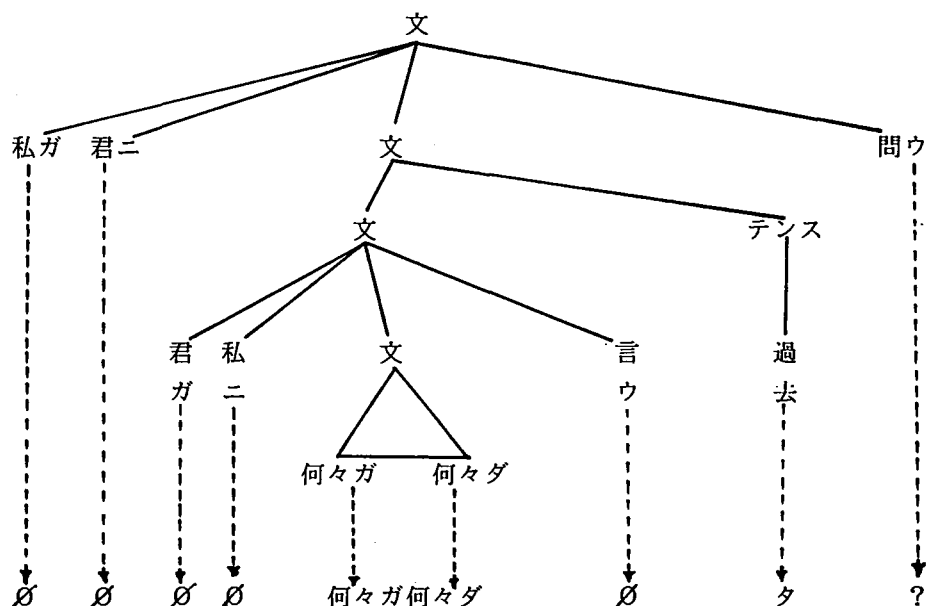 文
私ガ 君ニ 文 問ウ
文 テンス
君ガ 私ニ 文 言ウ 過去
何々ガ 何々ダ
Ø Ø Ø Ø 何々ガ 何々ダ Ø タ ?